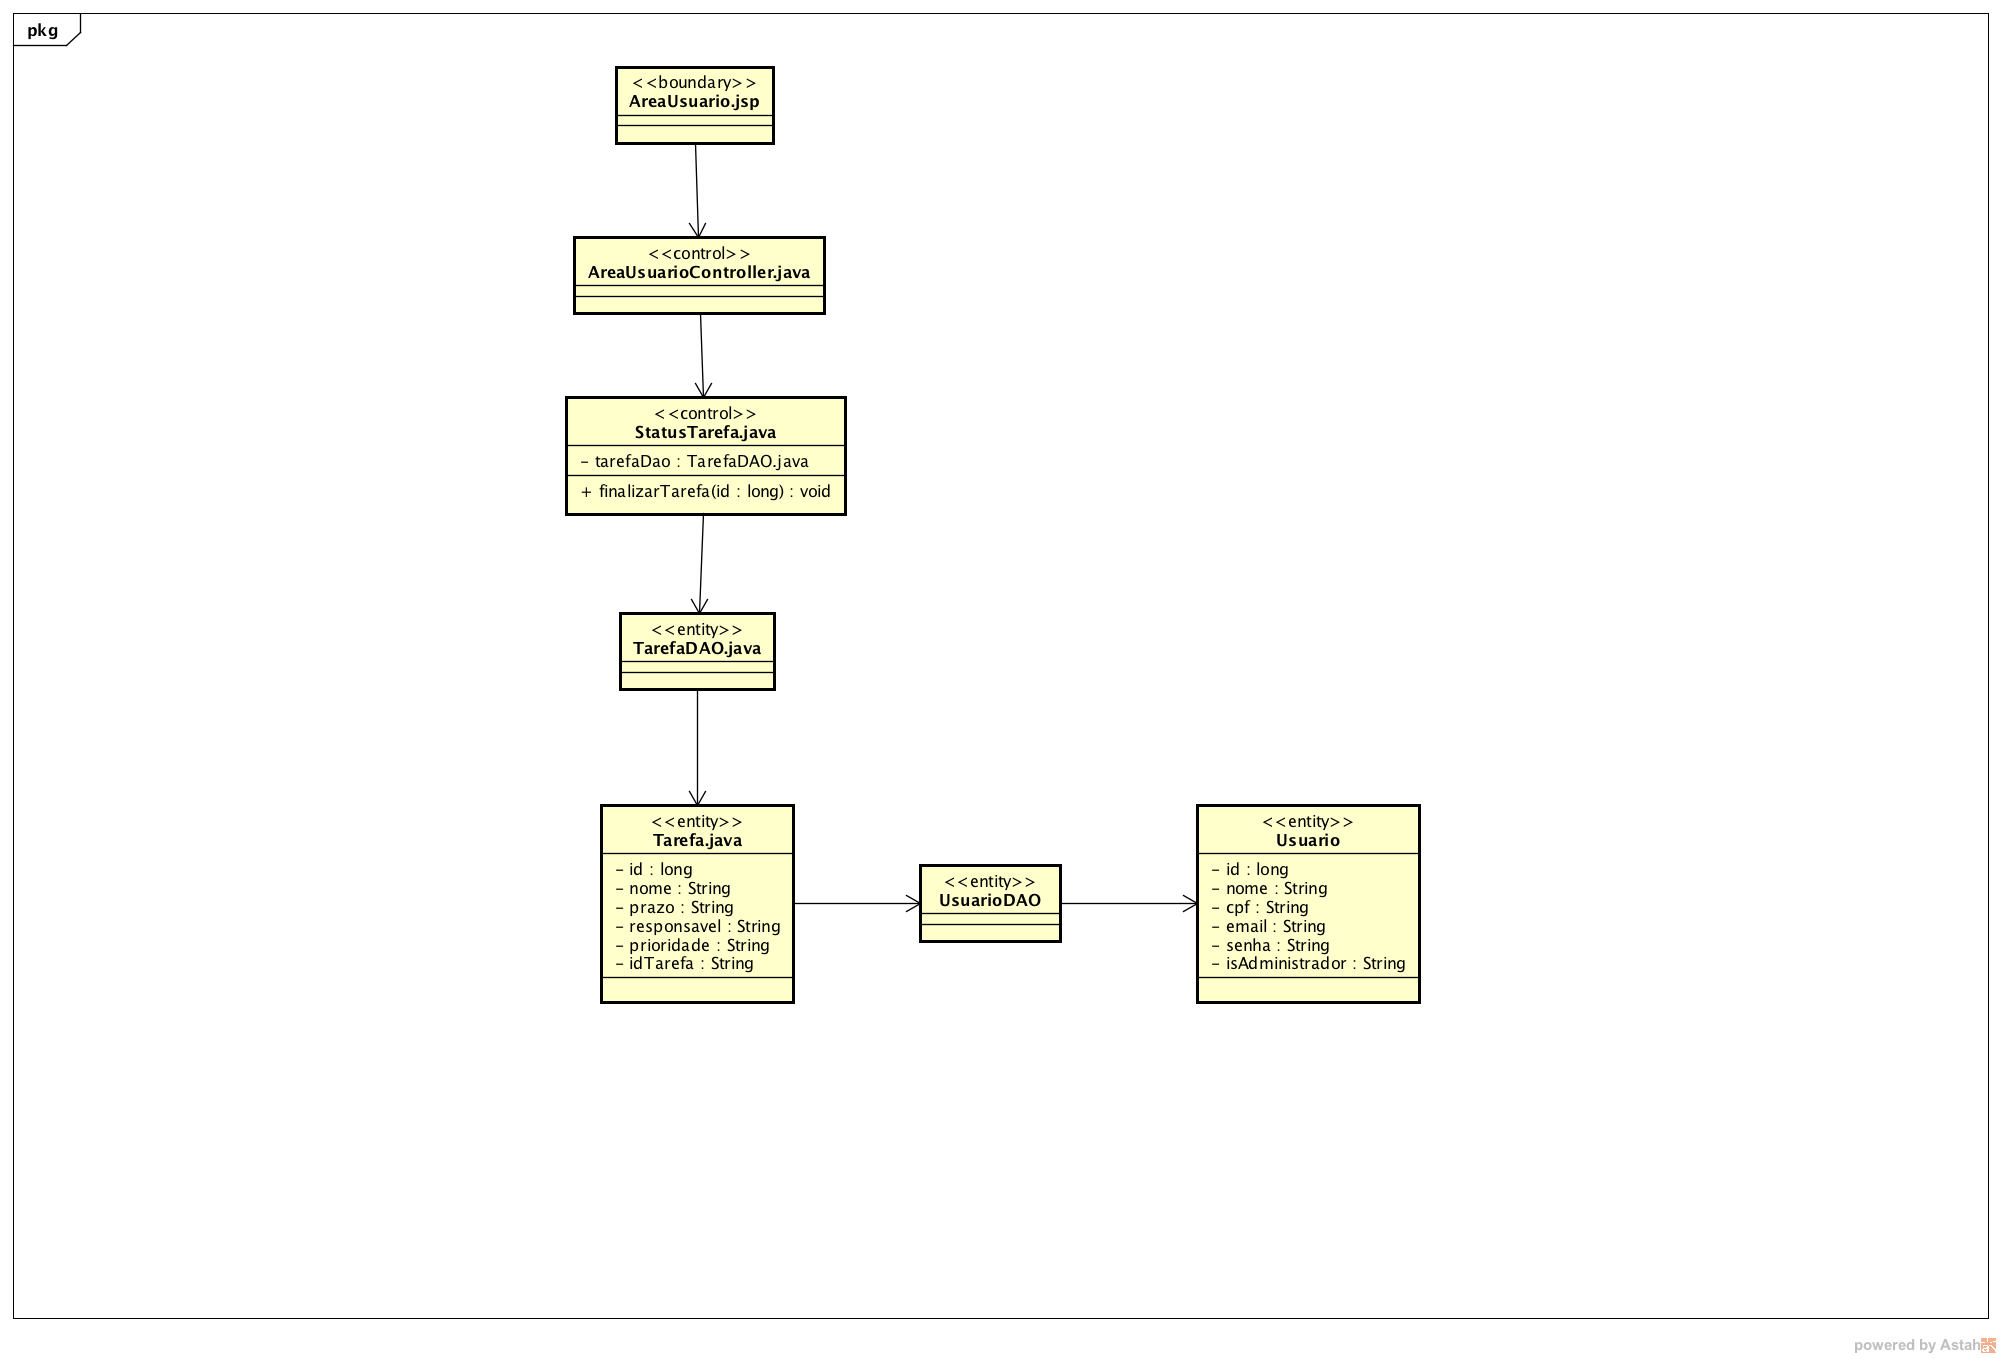 pkg
<<boundary>>
AreaUsuario.jsp
<<control>>
AreaUsuarioController.java
<<control>>
StatusTarefa.java
- tarefaDao : TarefaDAO.java
+ finalizarTarefa(id : long) : void
<<entity>>
TarefaDAO.java
<<entity>>
Tarefa.java
- id : long
- nome : String
- prazo : String
- responsavel : String
- prioridade : String
- idTarefa : String
<<entity>>
UsuarioDAO
<<entity>>
Usuario
- id : long
- nome : String
- cpf : String
- email : String
- senha : String
- isAdministrador : String
powered by Astah